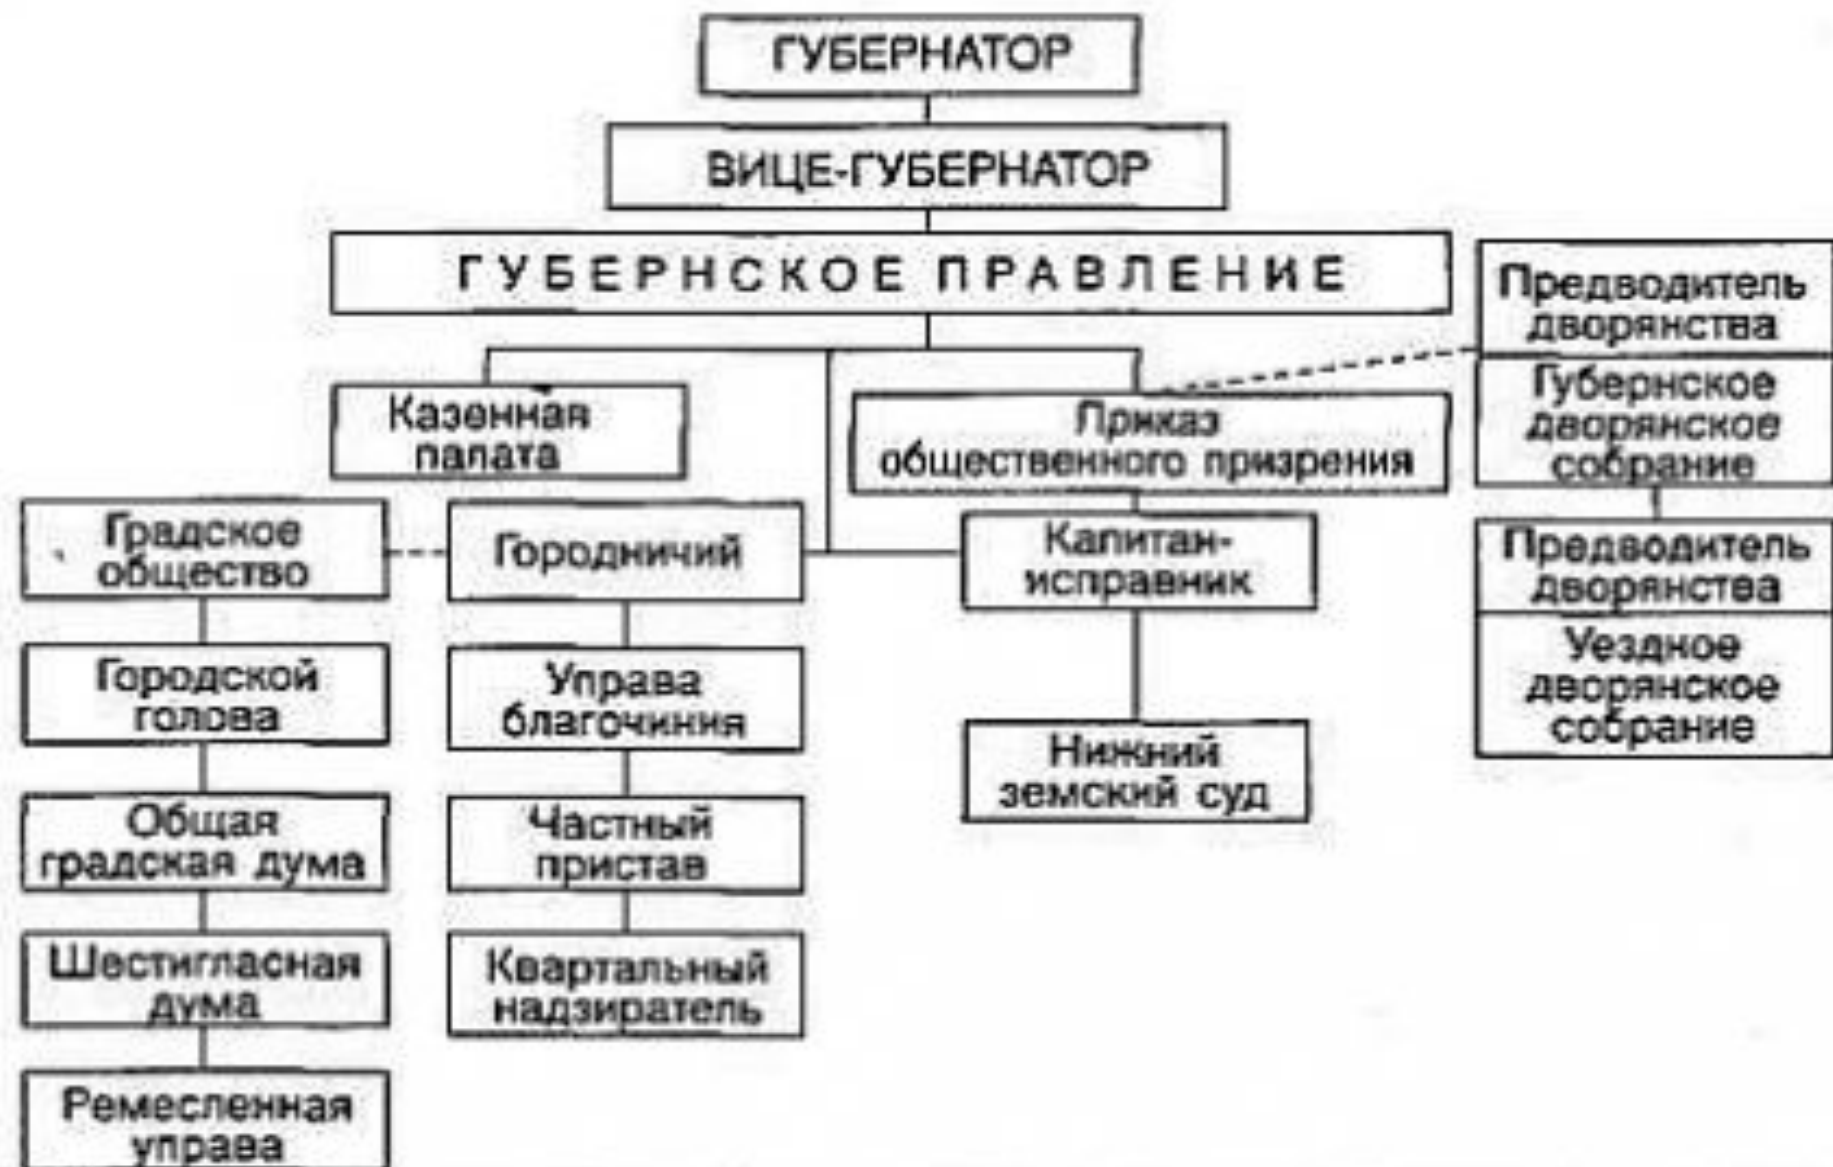 ГУБЕРНАТОР
ВИЦЕ-ГУБЕРНАТОР
ГУБЕРНСКОЕ ПРАВЛЕНИЕ
Предводитель
дворянства
Губернское
дворянское
собрание
Казенная
палата
Приказ
общественного призрения
Градское
общество
Городничий
Капитан-
исправник
Предводитель
дворянства
Уездное
дворянское
собрание
Городской
голова
Управа
благочиния
Нижний
земский суд
Общая
градская дума
Частный
пристав
Шестигласная
дума
Квартальный
надзиратель
Ремесленная
управа